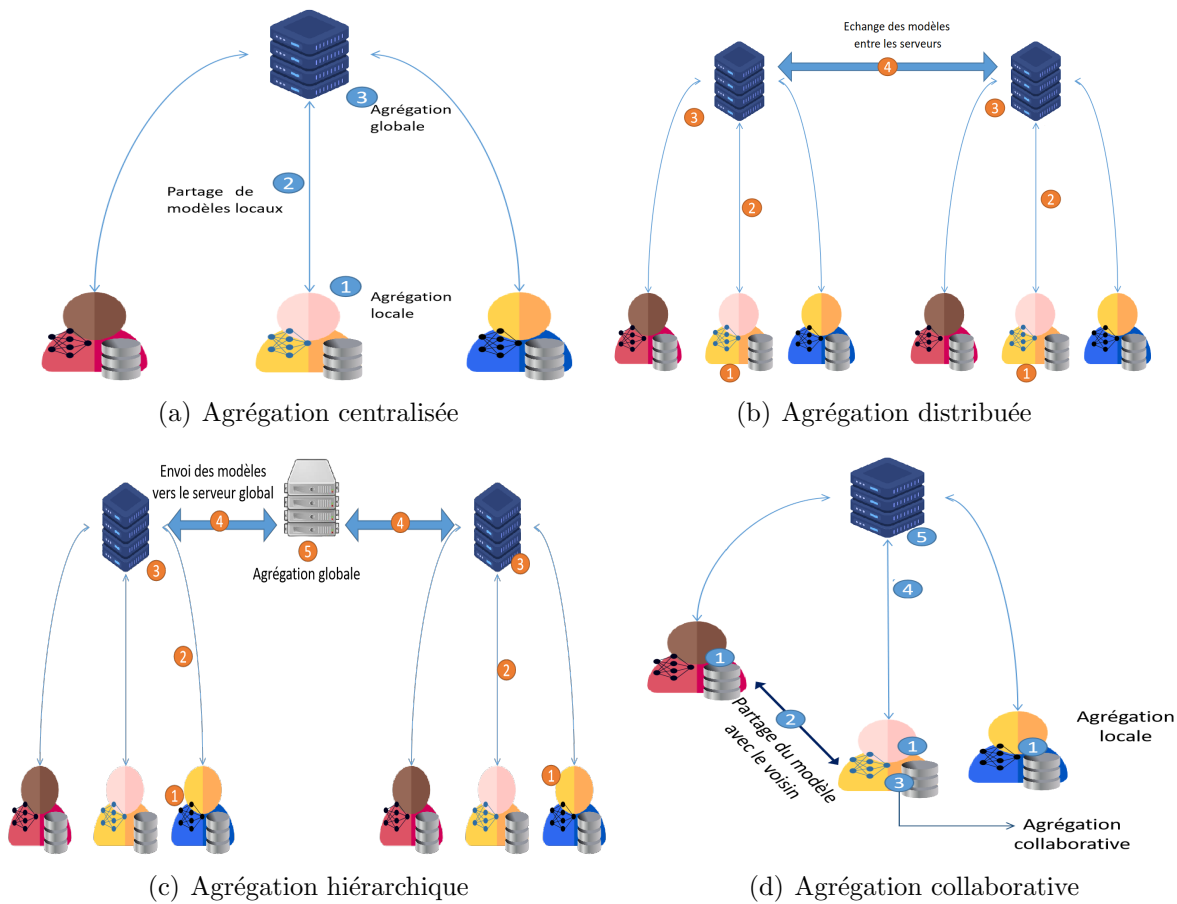 3
Agrégation
globale
Partage de
modèles locaux
2
1
Agrégation
locale
(a) Agrégation centralisée
Echange des modèles
entre les serveurs
4
3
3
2
2
1
1
(b) Agrégation distribuée
Envoi des modèles
vers le serveur global
4
4
5
Agrégation globale
3
3
2
2
1
1
(c) Agrégation hiérarchique
5
4
1
2
Partage du modèle
avec le voisin
1
1
3
Agrégation
locale
Agrégation
collaborative
(d) Agrégation collaborative